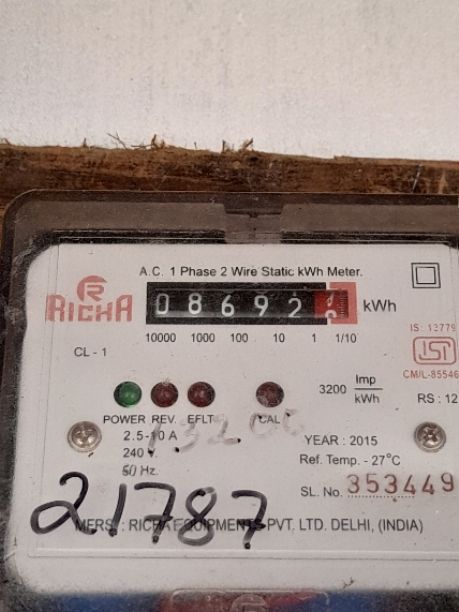 A.C. 1 Phase 2 Wire Static kWh Meter.
R
RICHA
08692 kWh
10000 1000 100 10 1 1/10
IS : 13779
ISI
CM/L-85546
CL - 1
3200 Imp/kWh
RS : 12
POWER REV. EFLT CAL
2.5-10 A
240 V.
50 Hz.
13200
YEAR : 2015
Ref. Temp. - 27°C
SL. No. 353449
21787
MFRS. : RICHA EQUIPMENTS PVT. LTD. DELHI, (INDIA)